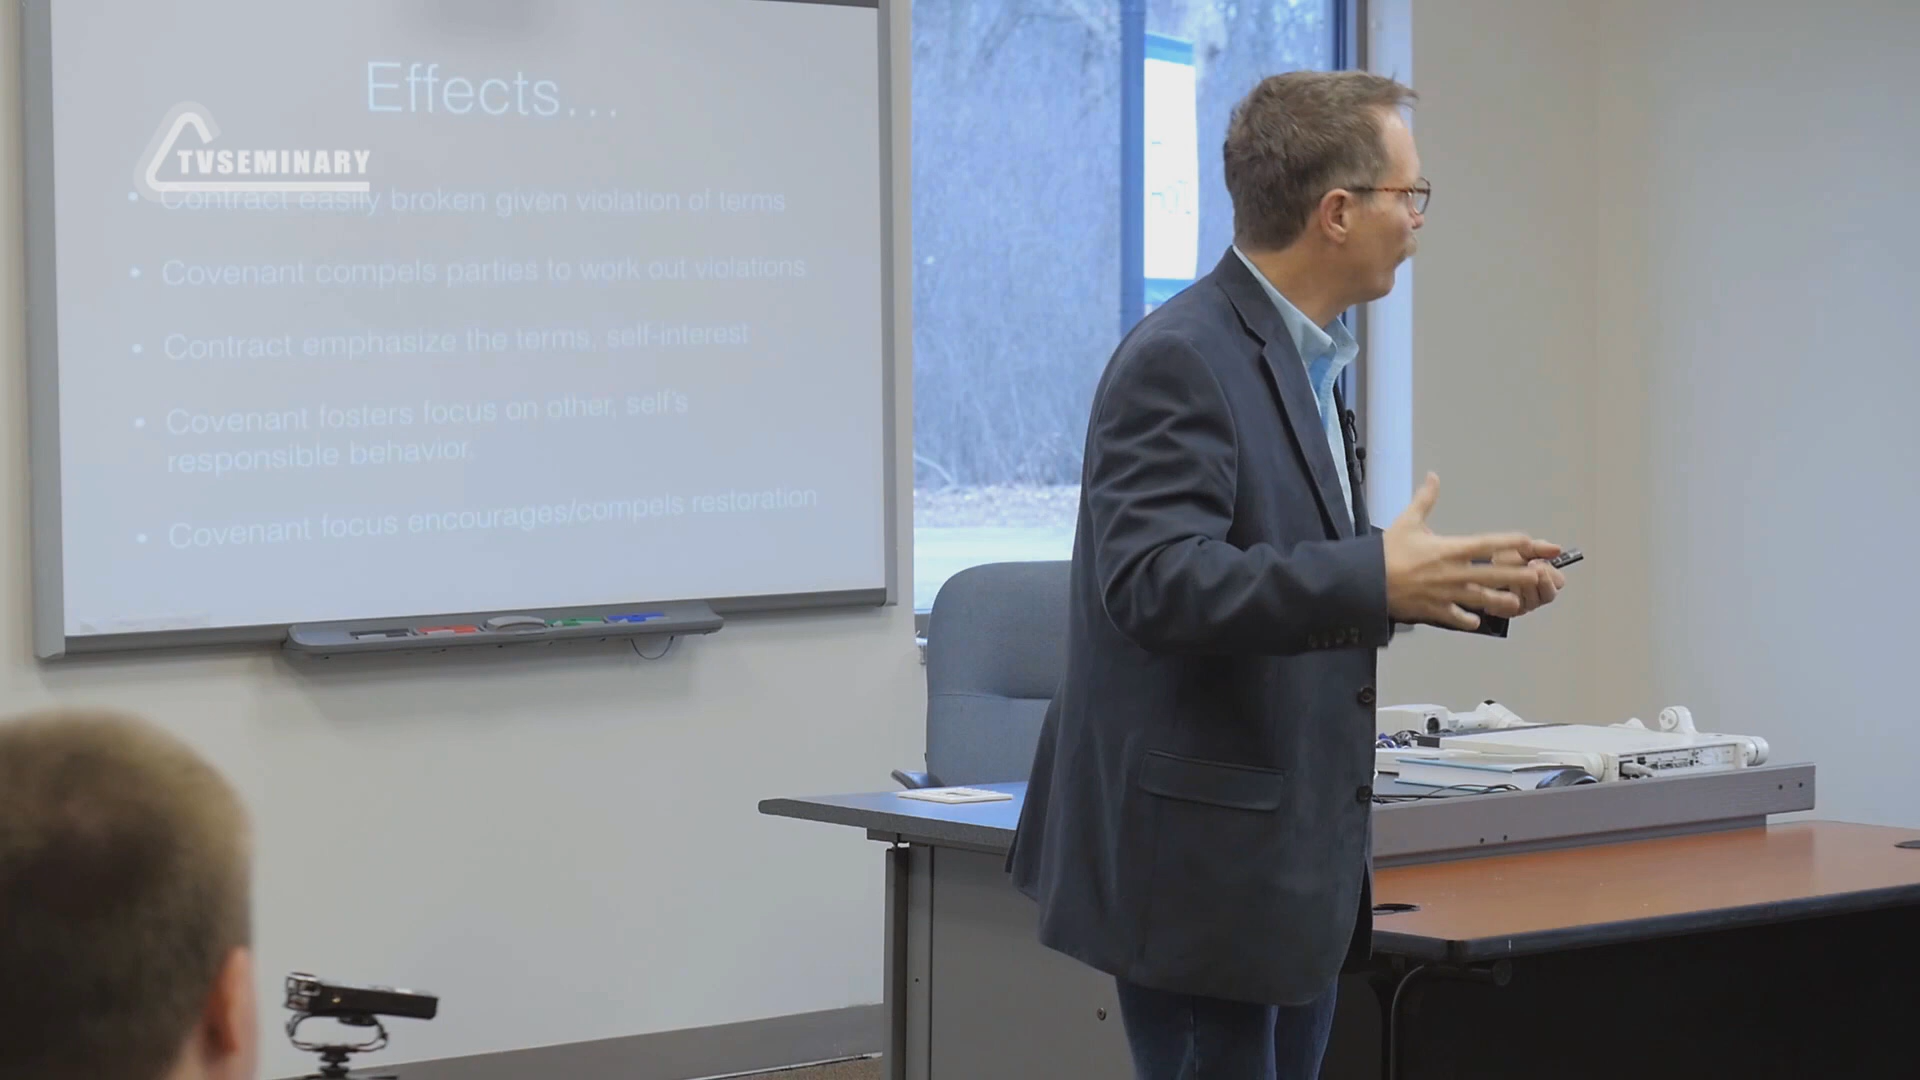 Effects...
TVSEMINARY
• Contract easily broken given violation of terms
• Covenant compels parties to work out violations
• Contract emphasize the terms, self-interest
• Covenant fosters focus on other, self's
responsible behavior.
• Covenant focus encourages/compels restoration